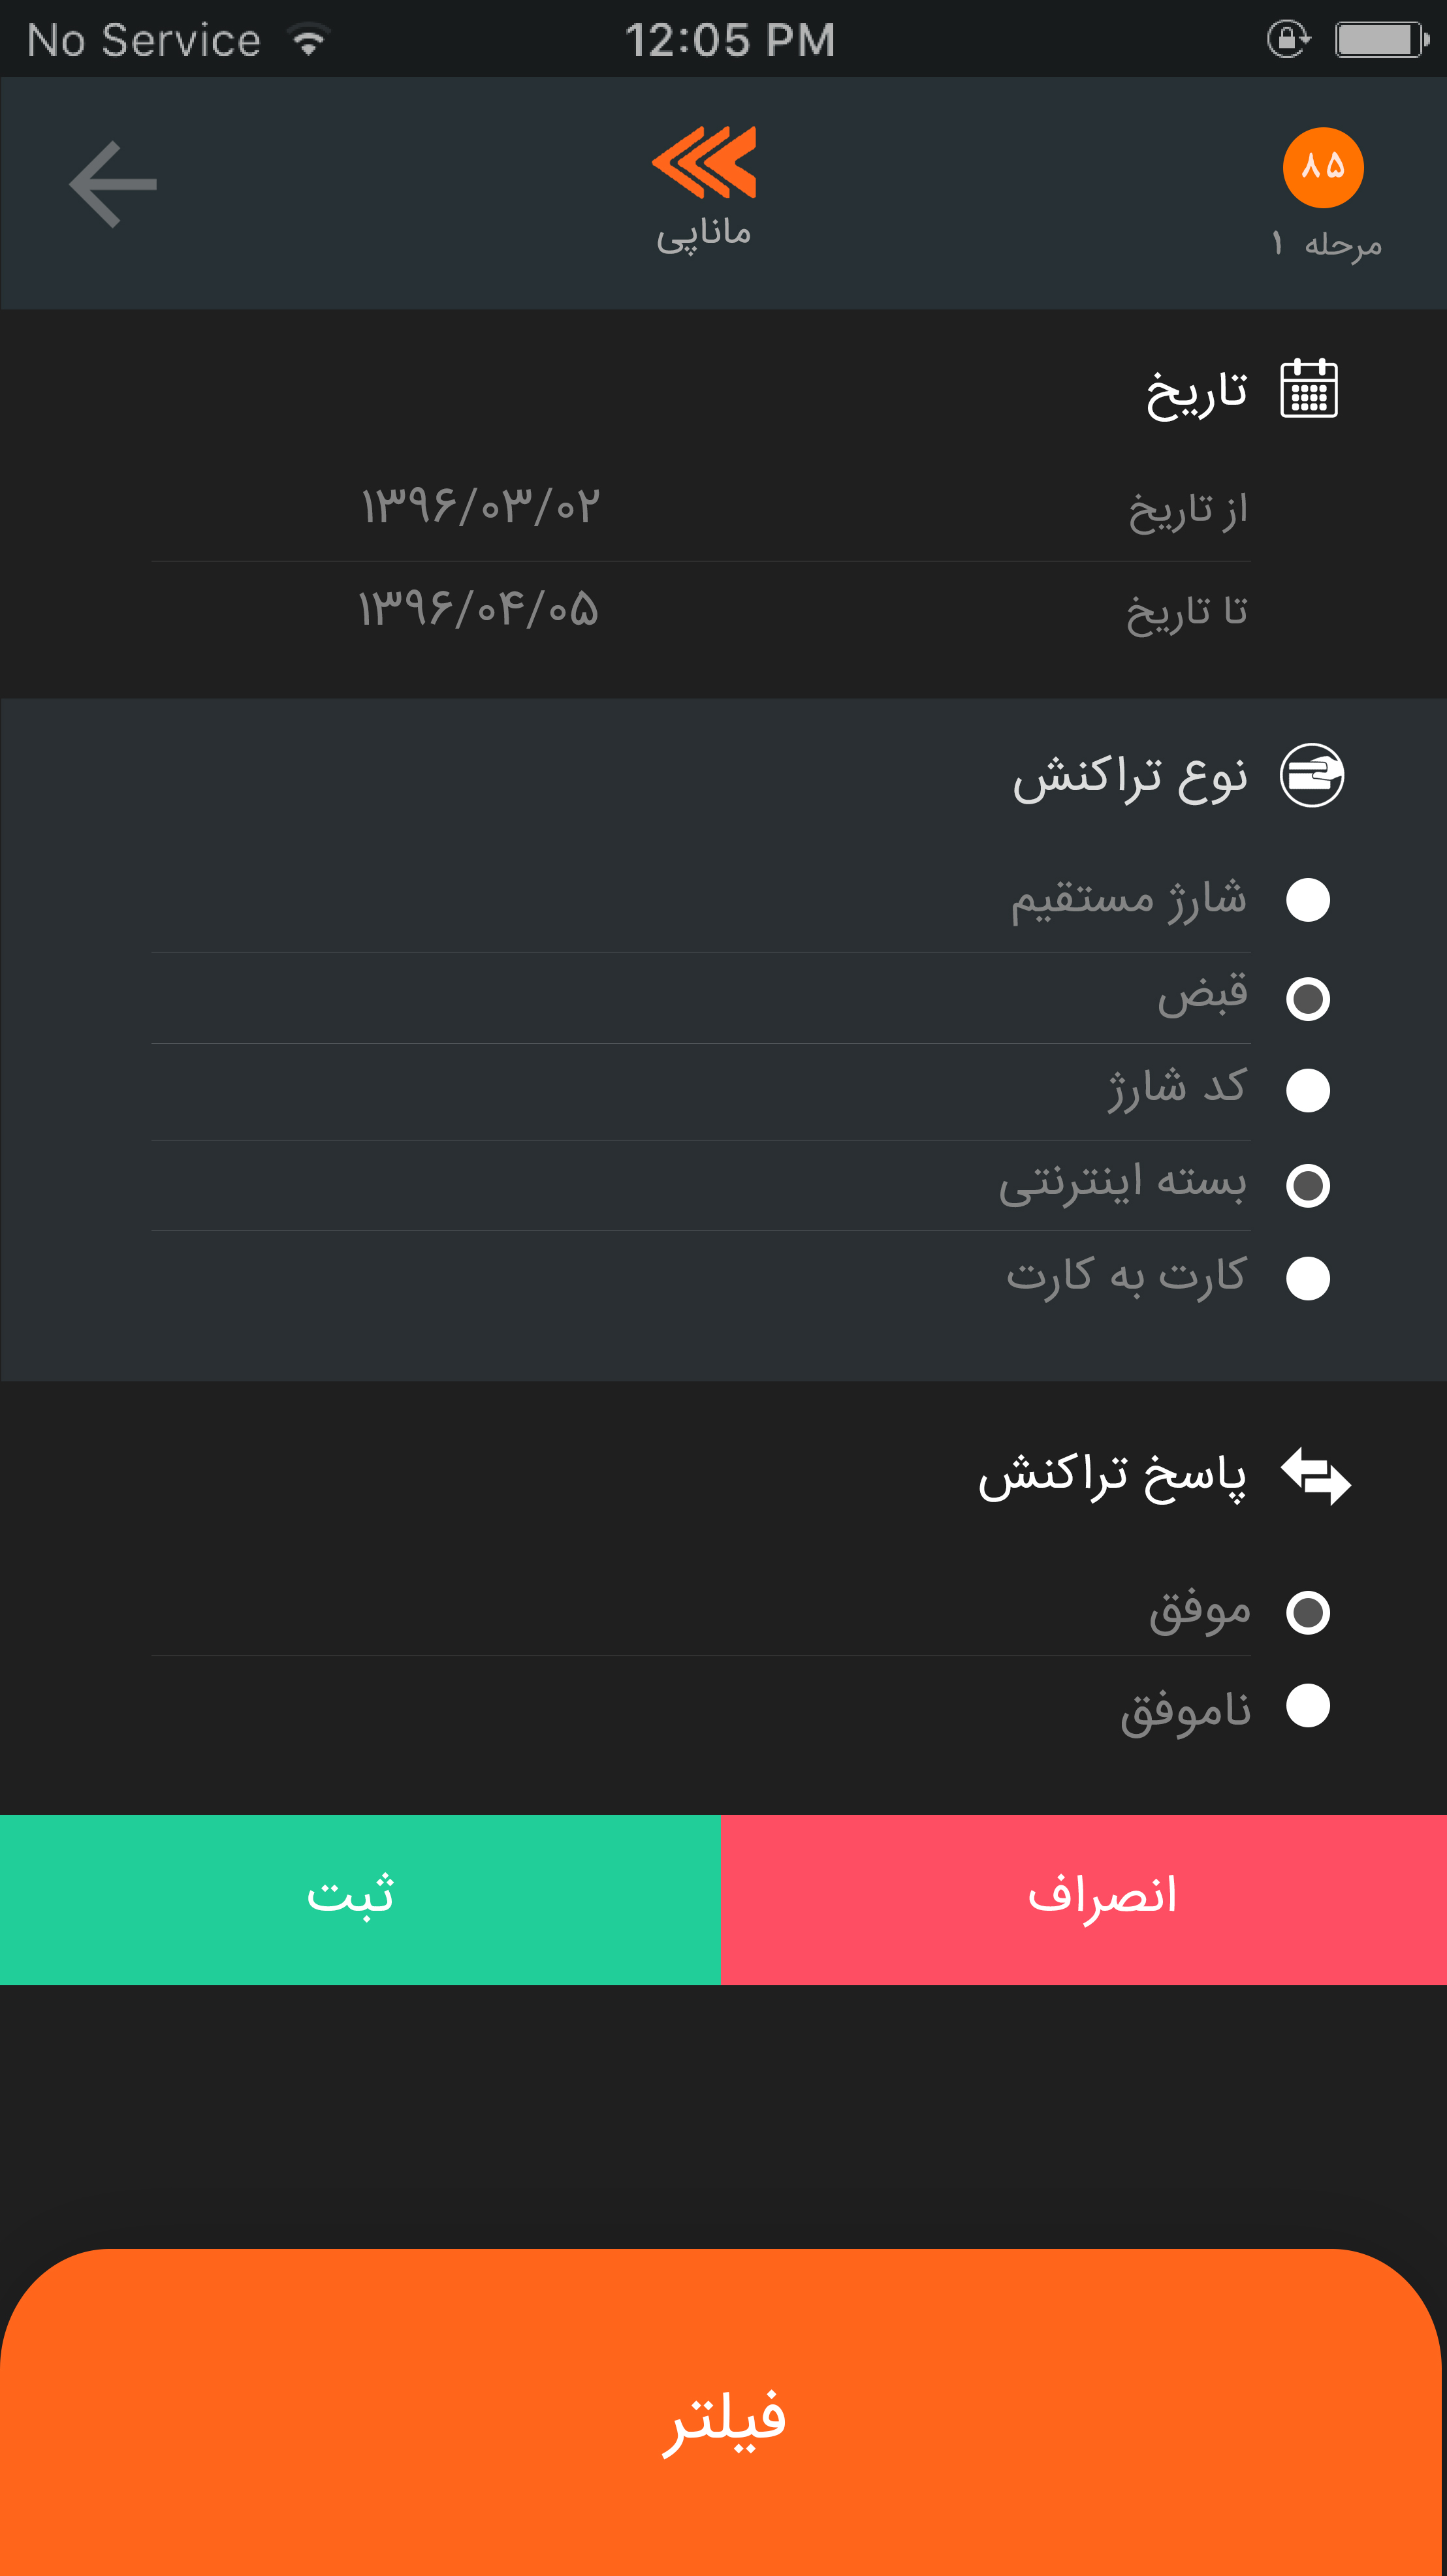 No Service 12:05 PM
۸۵
مرحله ۱
ماناپی
تاریخ
از تاریخ ۱۳۹۶/۰۳/۰۲
تا تاریخ ۱۳۹۶/۰۴/۰۵
نوع تراکنش
شارژ مستقیم
قبض
کد شارژ
بسته اینترنتی
کارت به کارت
پاسخ تراکنش
موفق
ناموفق
انصراف ثبت
فیلتر